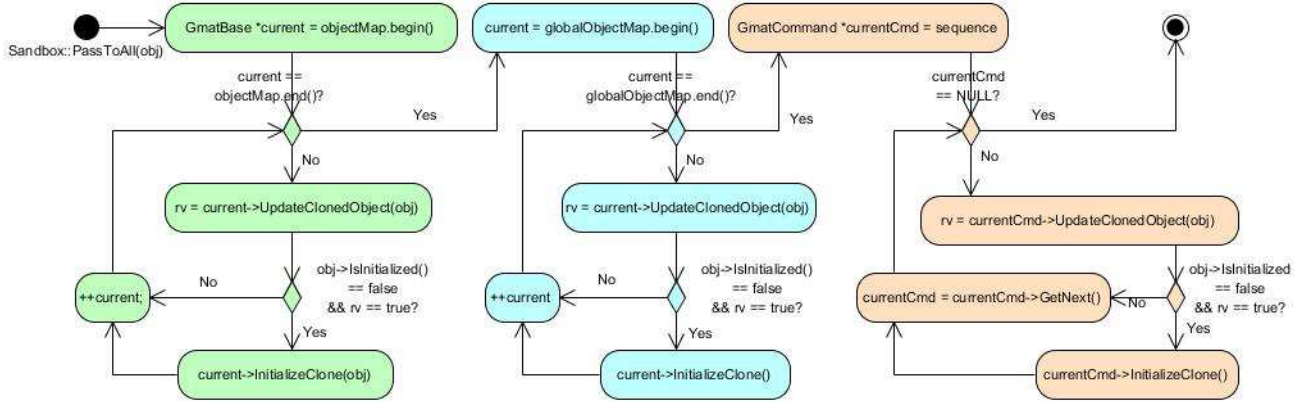 Sandbox::PassToAll(obj)
GmatBase *current = objectMap.begin()
current ==
objectMap.end()?
Yes
No
rv = current->UpdateClonedObject(obj)
obj->IsInitialized()
== false
&& rv == true?
No
++current;
Yes
current->InitializeClone(obj)
current = globalObjectMap.begin()
current ==
globalObjectMap.end()?
Yes
No
rv = current->UpdateClonedObject(obj)
obj->IsInitialized()
== false
&& rv == true?
No
++current
Yes
current->InitializeClone()
GmatCommand *currentCmd = sequence
currentCmd
== NULL?
Yes
No
rv = currentCmd->UpdateClonedObject(obj)
obj->IsInitialized
== false
&& rv == true?
No
currentCmd = currentCmd->GetNext()
Yes
currentCmd->InitializeClone()